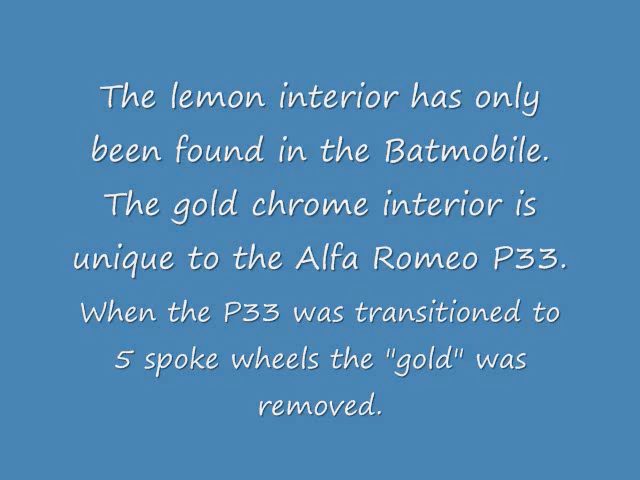 The lemon interior has only
been found in the Batmobile.
The gold chrome interior is
unique to the Alfa Romeo P33.
When the P33 was transitioned to
5 spoke wheels the "gold" was
removed.